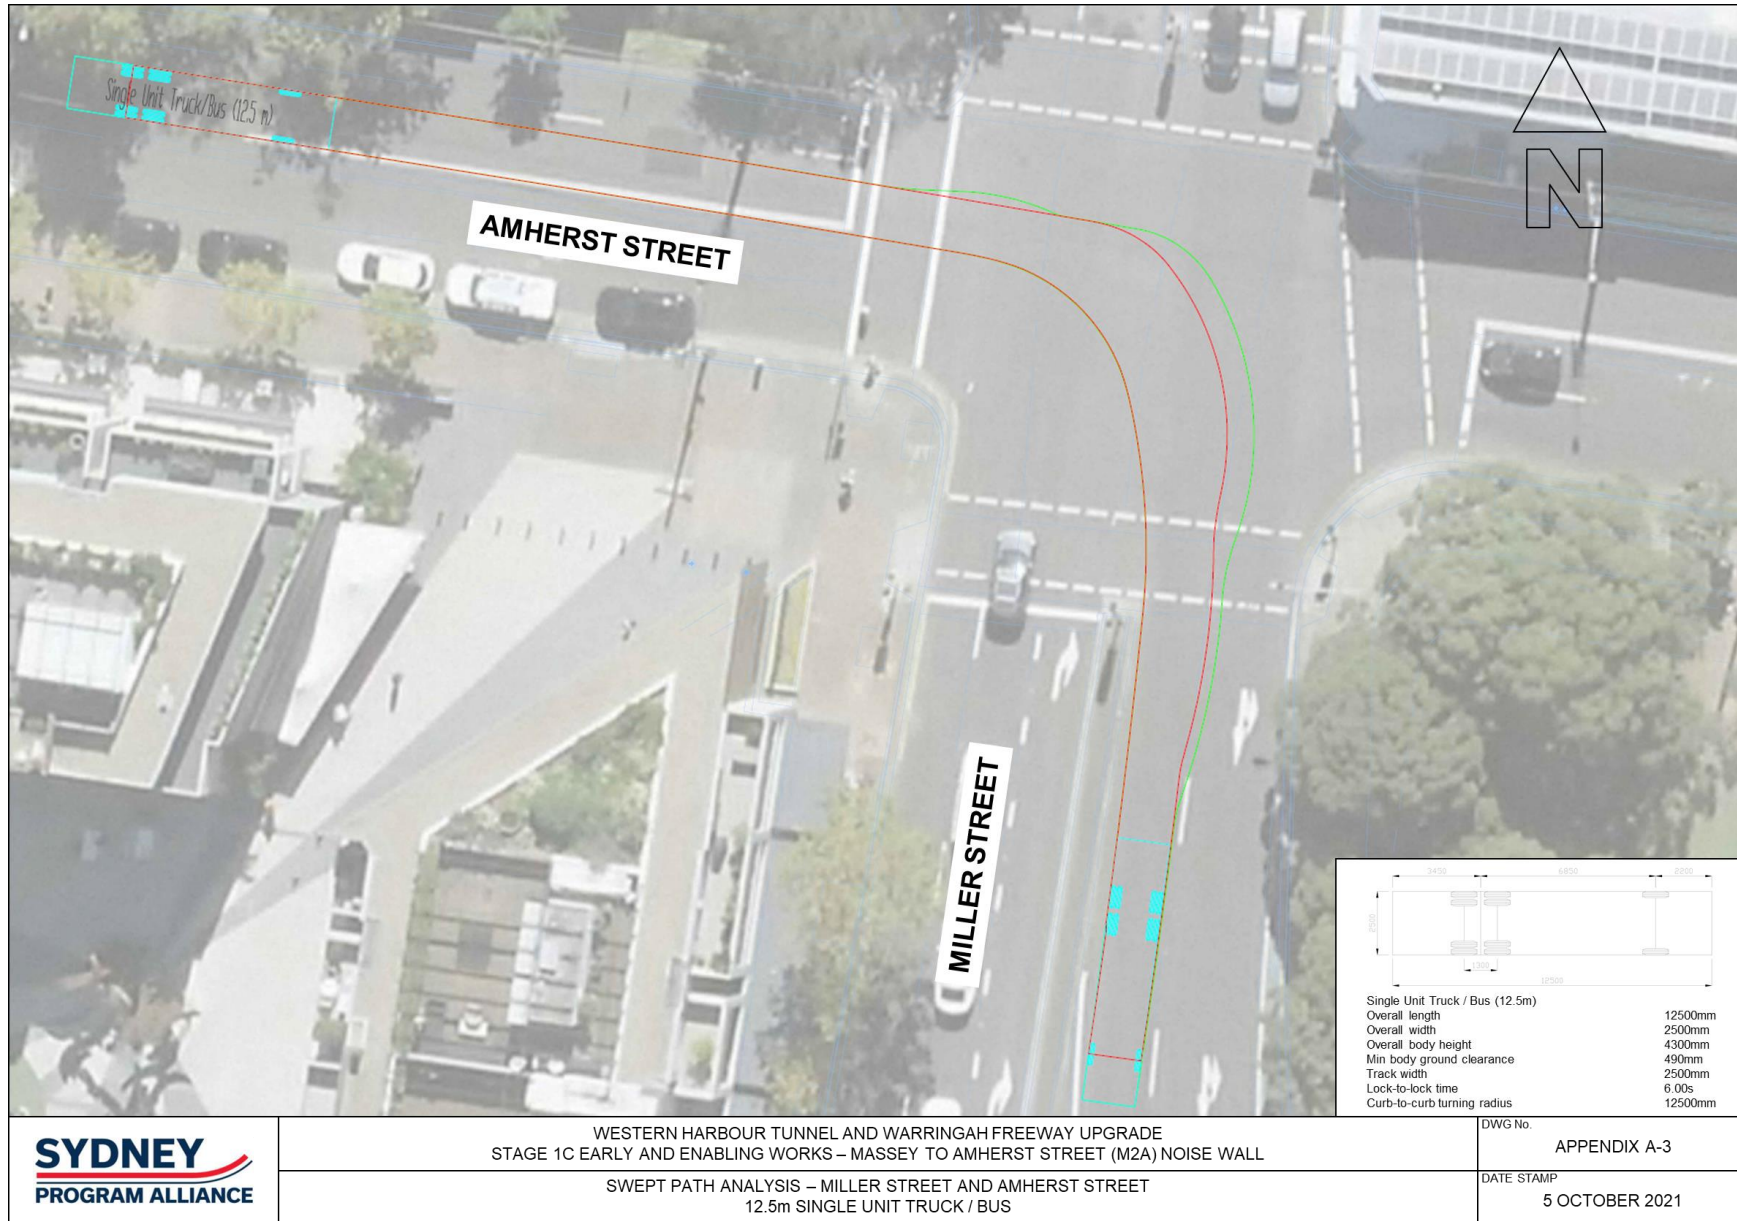 Single Unit Truck/Bus (12.5 m)
AMHERST STREET
N
MILLER STREET
3450
6850
2200
2500
1300
12500
Single Unit Truck / Bus (12.5m)
Overall length 12500mm
Overall width 2500mm
Overall body height 4300mm
Min body ground clearance 490mm
Track width 2500mm
Lock-to-lock time 6.00s
Curb-to-curb turning radius 12500mm
SYDNEY
PROGRAM ALLIANCE
WESTERN HARBOUR TUNNEL AND WARRINGAH FREEWAY UPGRADE
STAGE 1C EARLY AND ENABLING WORKS – MASSEY TO AMHERST STREET (M2A) NOISE WALL
SWEPT PATH ANALYSIS – MILLER STREET AND AMHERST STREET
12.5m SINGLE UNIT TRUCK / BUS
DWG No.
APPENDIX A-3
DATE STAMP
5 OCTOBER 2021